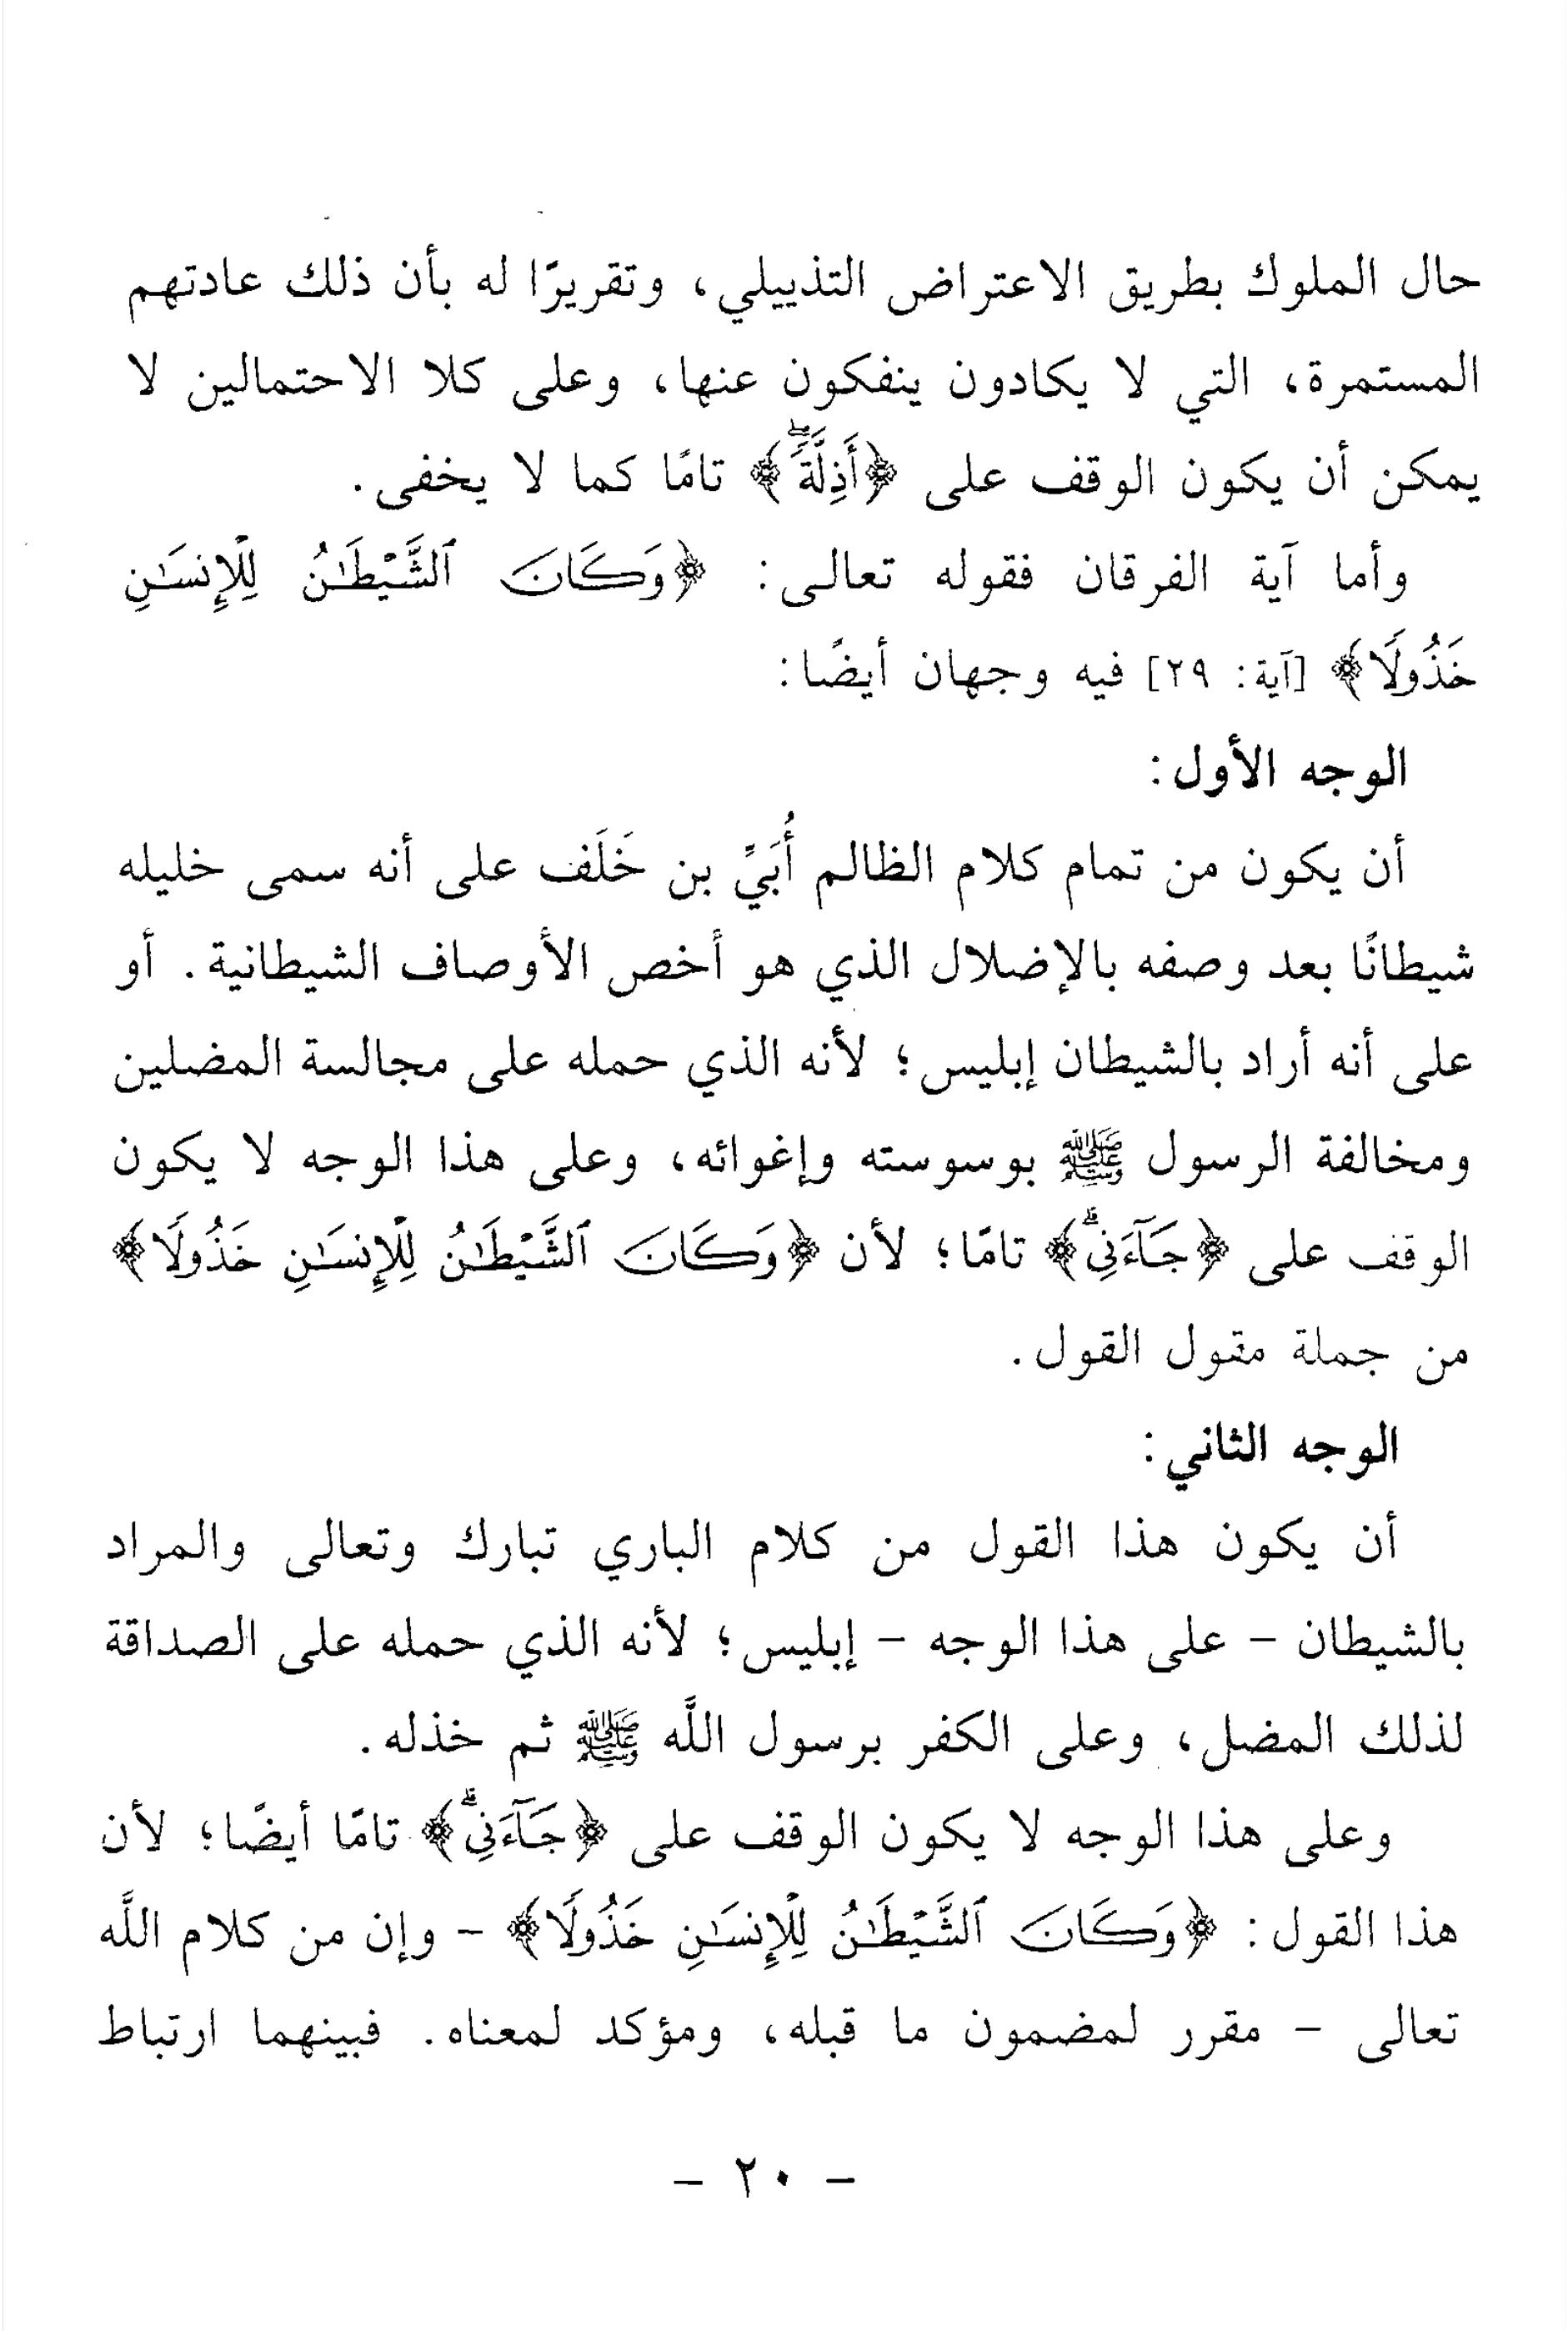 حال الملوك بطريق الاعتراض التذييلي، وتقريرًا له بأن ذلك عادتهم
المستمرة، التي لا يكادون ينفكون عنها، وعلى كلا الاحتمالين لا
يمكن أن يكون الوقف على ﴿أَذِلَّةًۖ﴾ تامًا كما لا يخفى.
وأما آية الفرقان فقوله تعالى: ﴿وَكَانَ ٱلشَّيْطَٰنُ لِلْإِنسَٰنِ
خَذُولًا﴾ [آية: ٢٩] فيه وجهان أيضًا:
الوجه الأول:
أن يكون من تمام كلام الظالم أُبَيِّ بن خَلَف على أنه سمى خليله
شيطانًا بعد وصفه بالإضلال الذي هو أخص الأوصاف الشيطانية. أو
على أنه أراد بالشيطان إبليس؛ لأنه الذي حمله على مجالسة المضلين
ومخالفة الرسول ﷺ بوسوسته وإغوائه، وعلى هذا الوجه لا يكون
الوقف على ﴿جَآءَنِىۗ﴾ تامًا؛ لأن ﴿وَكَانَ ٱلشَّيْطَٰنُ لِلْإِنسَٰنِ خَذُولًا﴾
من جملة مقول القول.
الوجه الثاني:
أن يكون هذا القول من كلام الباري تبارك وتعالى والمراد
بالشيطان - على هذا الوجه - إبليس؛ لأنه الذي حمله على الصداقة
لذلك المضل، وعلى الكفر برسول اللَّه ﷺ ثم خذله.
وعلى هذا الوجه لا يكون الوقف على ﴿جَآءَنِىۗ﴾ تامًا أيضًا؛ لأن
هذا القول: ﴿وَكَانَ ٱلشَّيْطَٰنُ لِلْإِنسَٰنِ خَذُولًا﴾ - وإن من كلام اللَّه
تعالى - مقرر لمضمون ما قبله، ومؤكد لمعناه. فبينهما ارتباط
- ٢٠ -